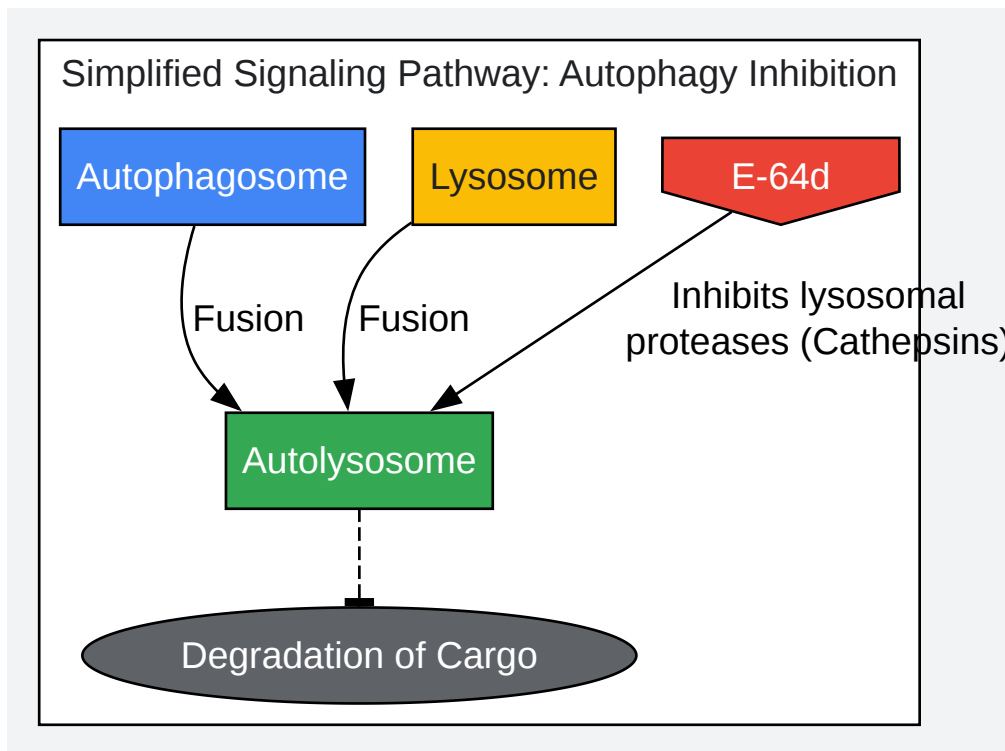 Simplified Signaling Pathway: Autophagy Inhibition
Autophagosome
Lysosome
E-64d
Fusion
Fusion
Inhibits lysosomal
proteases (Cathepsins)
Autolysosome
Degradation of Cargo